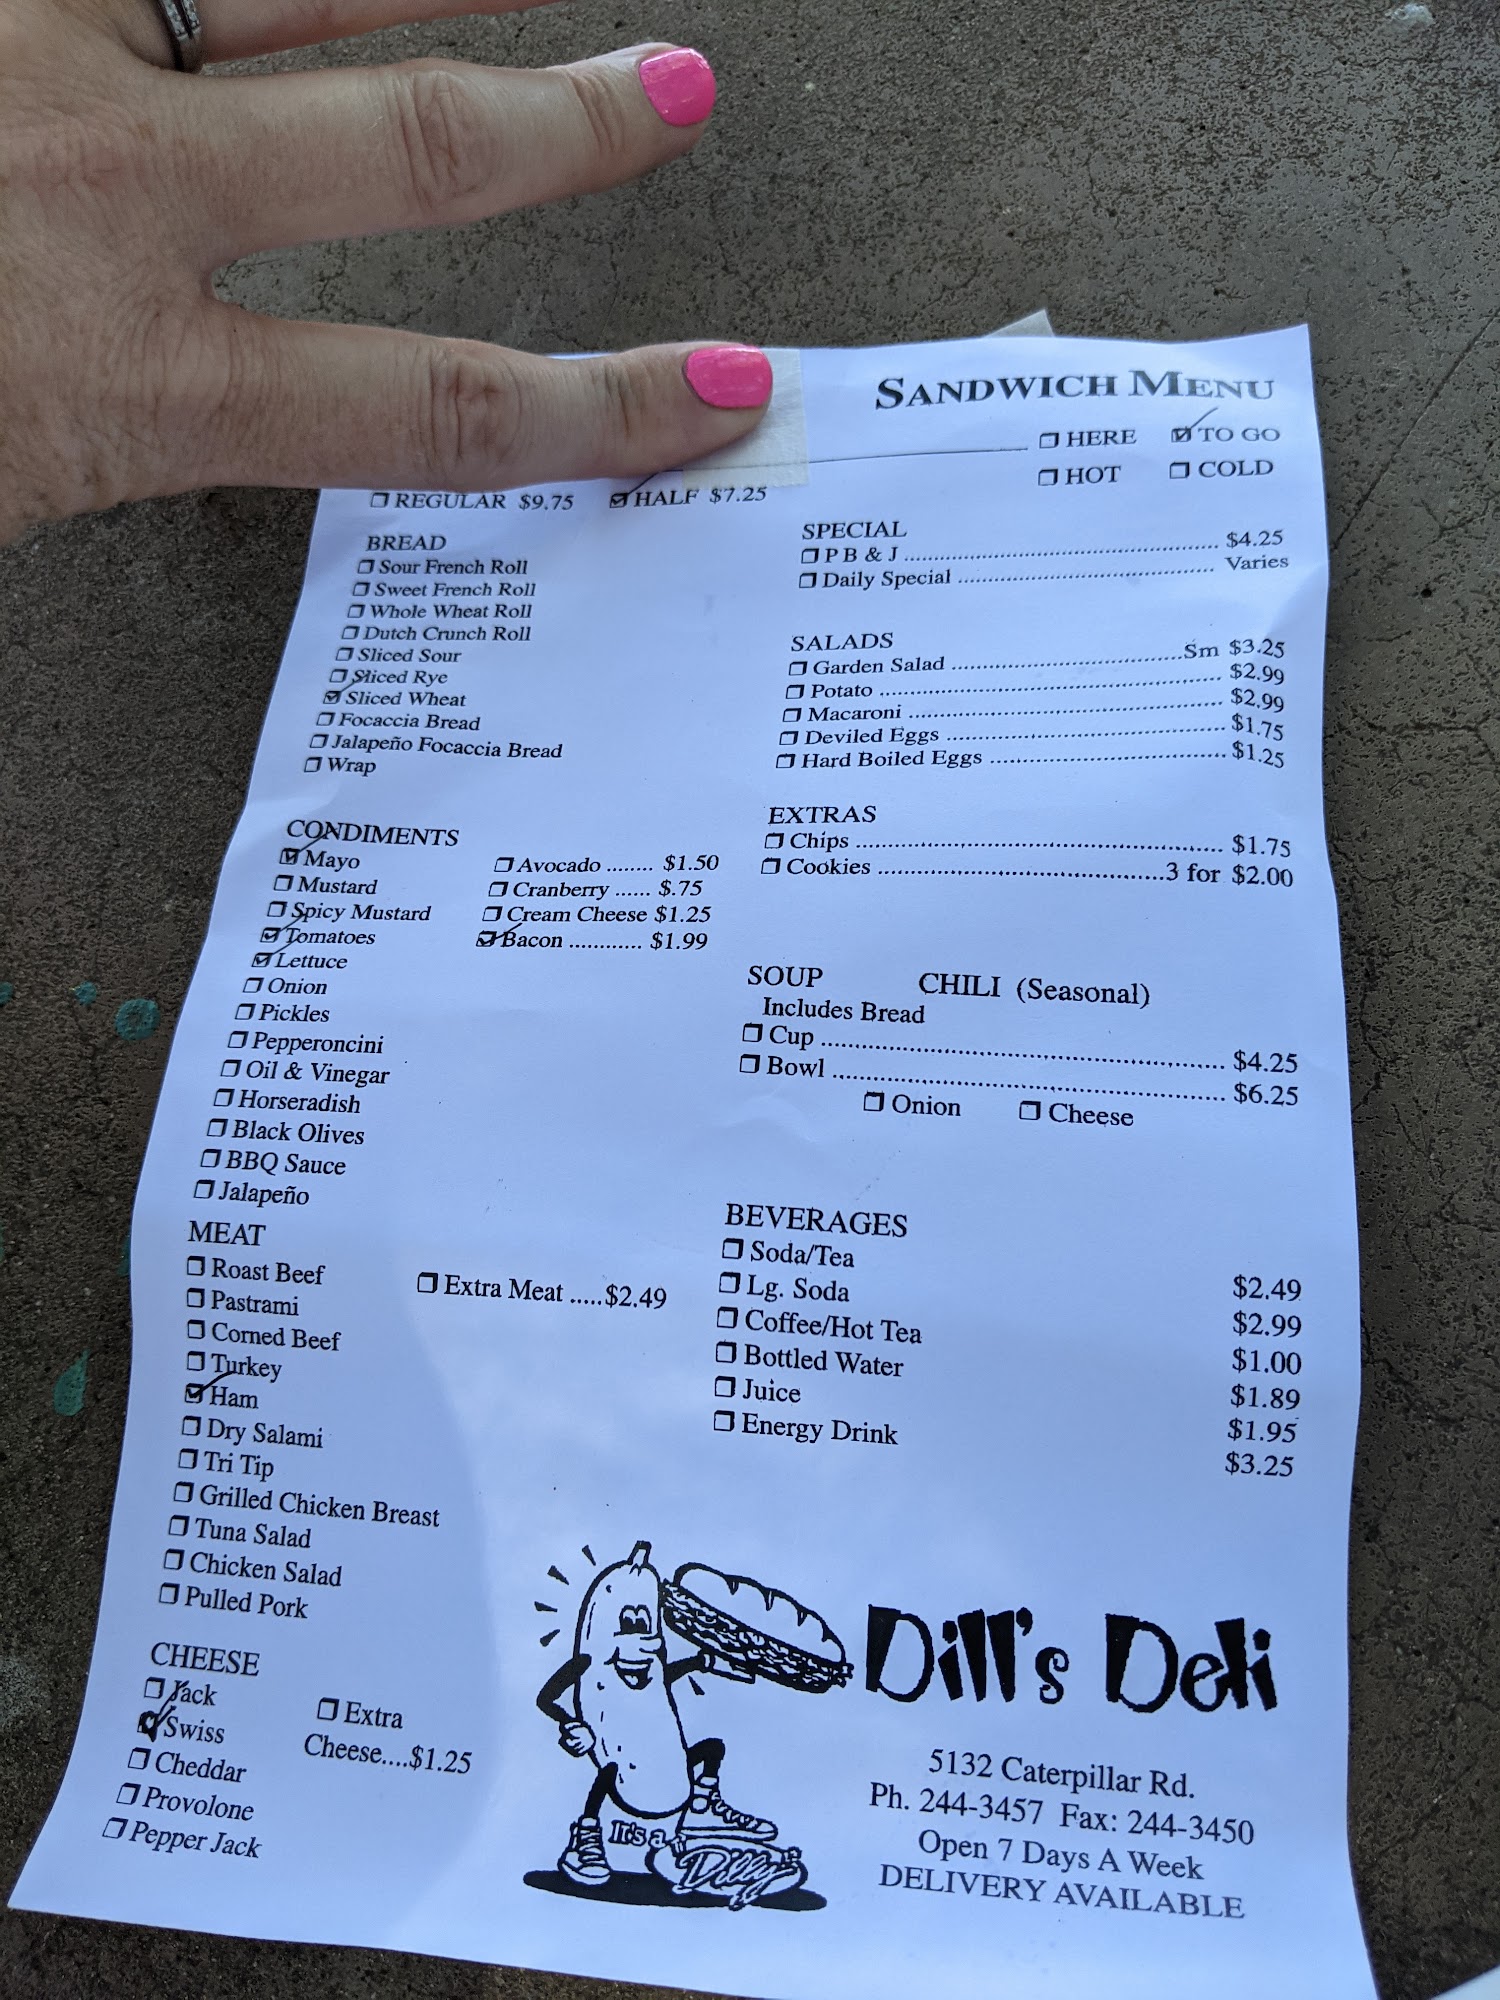 SANDWICH MENU
HERE TO GO
HOT COLD
REGULAR $9.75 HALF $7.25
BREAD
Sour French Roll
Sweet French Roll
Whole Wheat Roll
Dutch Crunch Roll
Sliced Sour
Sliced Rye
Sliced Wheat
Focaccia Bread
Jalapeño Focaccia Bread
Wrap
SPECIAL
P B & J ........ $4.25
Daily Special ........ Varies
SALADS
Garden Salad ........ Sm $3.25
Potato ........ $2.99
Macaroni ........ $2.99
Deviled Eggs ........ $1.75
Hard Boiled Eggs ........ $1.25
EXTRAS
Chips ........ $1.75
Cookies ........ 3 for $2.00
CONDIMENTS
Mayo
Mustard
Spicy Mustard
Tomatoes
Lettuce
Onion
Pickles
Pepperoncini
Oil & Vinegar
Horseradish
Black Olives
BBQ Sauce
Jalapeño
Avocado ........ $1.50
Cranberry ...... $.75
Cream Cheese $1.25
Bacon ............ $1.99
SOUP CHILI (Seasonal)
Includes Bread
Cup ........ $4.25
Bowl ........ $6.25
Onion Cheese
MEAT
Roast Beef
Pastrami
Corned Beef
Turkey
Ham
Dry Salami
Tri Tip
Grilled Chicken Breast
Tuna Salad
Chicken Salad
Pulled Pork
Extra Meat .....$2.49
BEVERAGES
Soda/Tea $2.49
Lg. Soda $2.99
Coffee/Hot Tea $1.00
Bottled Water $1.89
Juice $1.95
Energy Drink $3.25
CHEESE
Jack
Swiss
Cheddar
Provolone
Pepper Jack
Extra
Cheese....$1.25
It's a
Dilly
Dill's Deli
5132 Caterpillar Rd.
Ph. 244-3457 Fax: 244-3450
Open 7 Days A Week
DELIVERY AVAILABLE